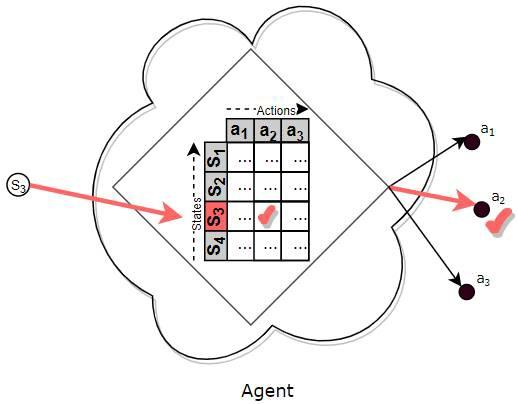 Actions
a1 a2 a3
States
S1 ... ... ...
S2 ... ... ...
S3 ... ...
S4 ... ... ...
S3
a1
a2
a3
Agent